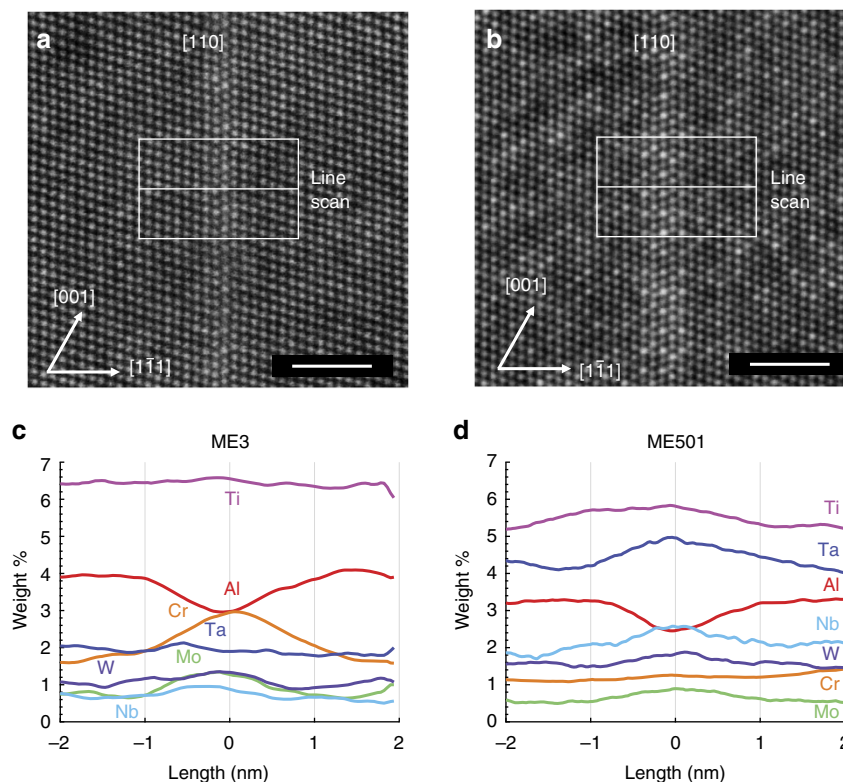 a
[110]
Line
scan
[001]
[11̄1]
b
[110]
Line
scan
[001]
[11̄1]
c
ME3
7
6
5
4
3
2
1
0
Weight %
Ti
Al
Cr
Ta
W
Mo
Nb
–2
–1
0
1
2
Length (nm)
d
ME501
7
6
5
4
3
2
1
0
Weight %
Ti
Ta
Al
Nb
W
Cr
Mo
–2
–1
0
1
2
Length (nm)